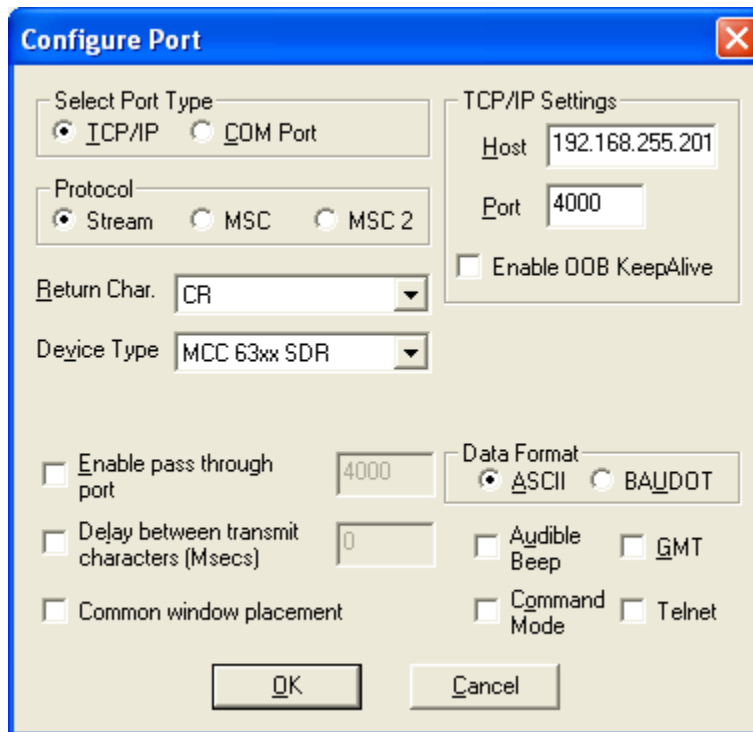 Configure Port
Select Port Type
TCP/IP COM Port
Protocol
Stream MSC MSC 2
Return Char. CR
Device Type MCC 63xx SDR
TCP/IP Settings
Host 192.168.255.201
Port 4000
Enable OOB KeepAlive
Enable pass through
port
4000
Delay between transmit
characters (Msecs)
0
Common window placement
Data Format
ASCII BAUDOT
Audible
Beep
GMT
Command
Mode
Telnet
OK Cancel